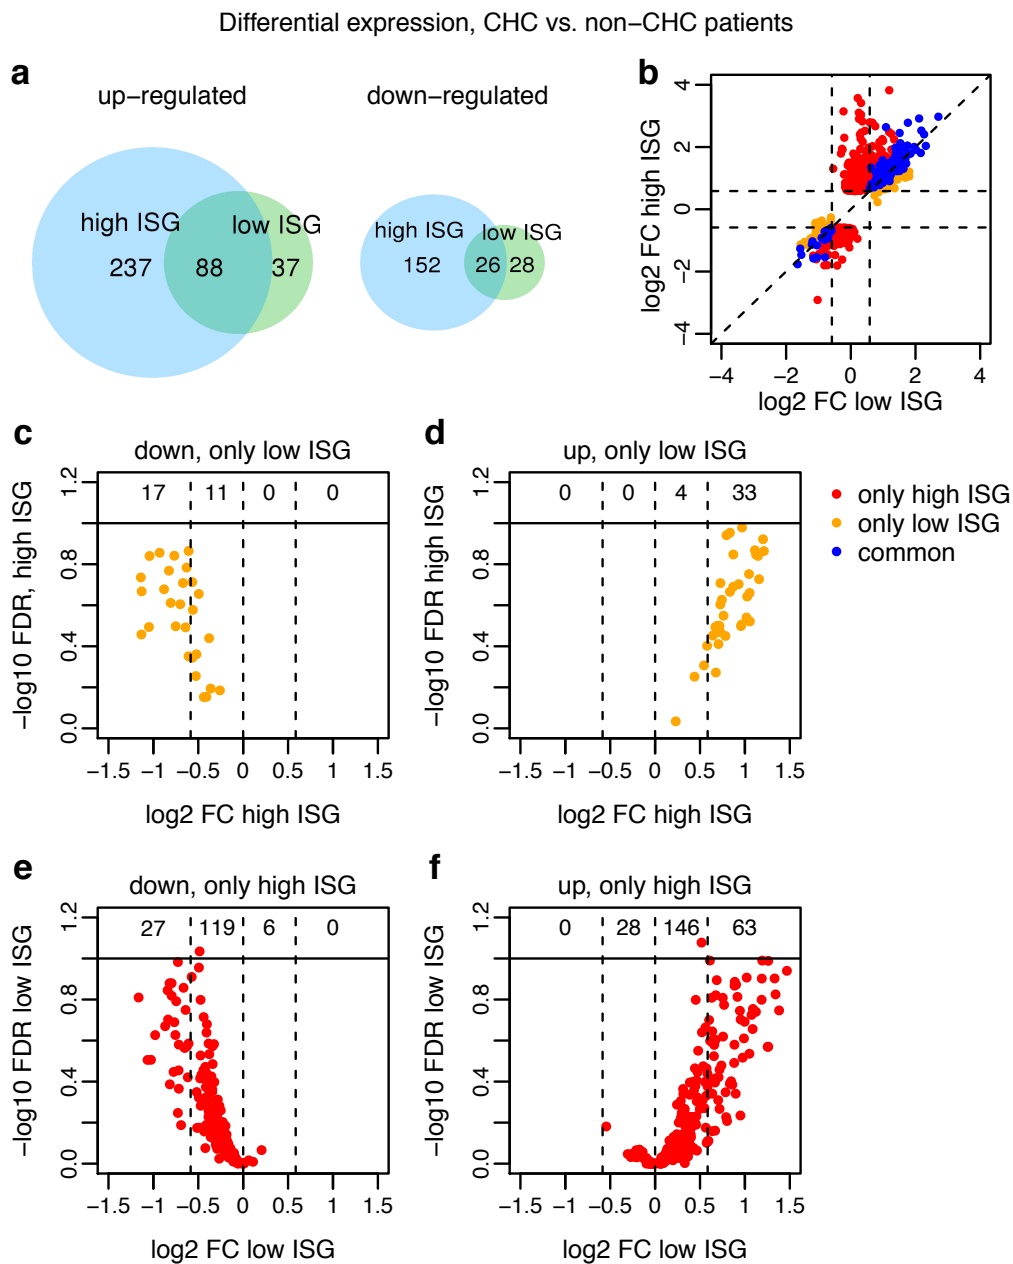 Differential expression, CHC vs. non−CHC patients
a
up−regulated
down−regulated
high ISG
low ISG
237
88
37
high ISG
low ISG
152
26
28
b
log2 FC high ISG
4
2
0
−2
−4
−4
−2
0
2
4
log2 FC low ISG
c
down, only low ISG
−log10 FDR, high ISG
1.2
0.8
0.4
0.0
17
11
0
0
−1.5
−1
−0.5
0
0.5
1
1.5
log2 FC high ISG
d
up, only low ISG
−log10 FDR high ISG
1.2
0.8
0.4
0.0
0
0
4
33
−1.5
−1
−0.5
0
0.5
1
1.5
log2 FC high ISG
only high ISG
only low ISG
common
e
down, only high ISG
−log10 FDR low ISG
1.2
0.8
0.4
0.0
27
119
6
0
−1.5
−1
−0.5
0
0.5
1
1.5
log2 FC low ISG
f
up, only high ISG
−log10 FDR low ISG
1.2
0.8
0.4
0.0
0
28
146
63
−1.5
−1
−0.5
0
0.5
1
1.5
log2 FC low ISG